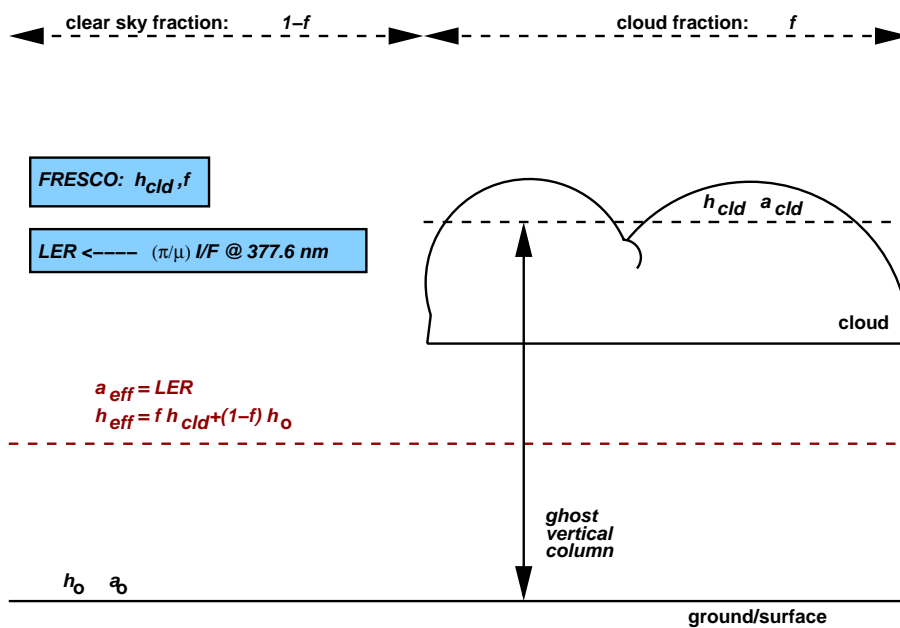 clear sky fraction: 1–f
cloud fraction: f
FRESCO: h cld ,f
h cld a cld
LER <–––– (π/μ) I/F @ 377.6 nm
cloud
a eff = LER
h eff = f h cld +(1–f) h o
ghost
vertical
column
h o a o
ground/surface